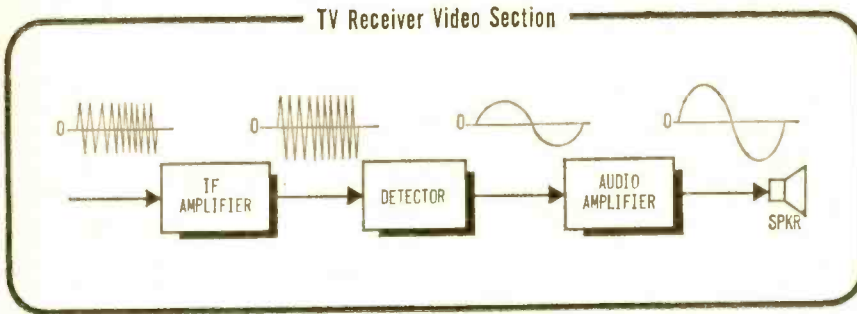 TV Receiver Video Section
0
0
0
0
IF
AMPLIFIER
DETECTOR
AUDIO
AMPLIFIER
SPKR